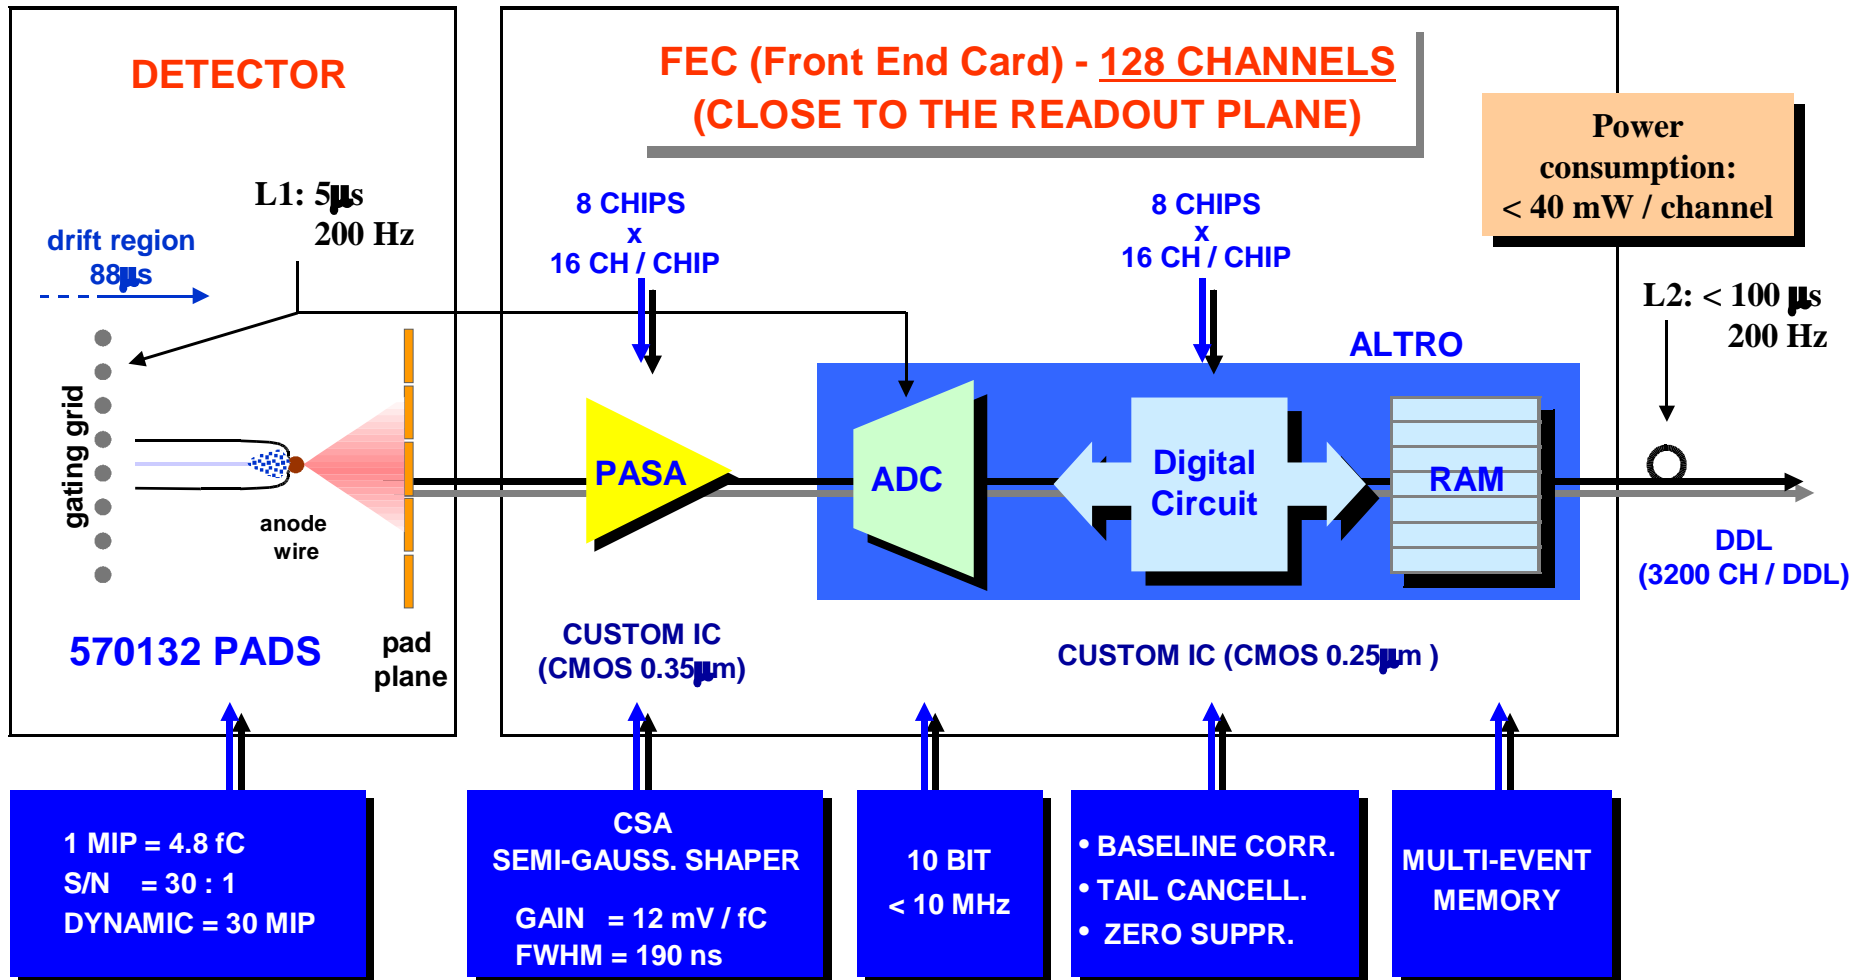 DETECTOR
FEC (Front End Card) - 128 CHANNELS
(CLOSE TO THE READOUT PLANE)
Power
consumption:
< 40 mW / channel
L1: 5µs
200 Hz
drift region
88µs
8 CHIPS
x
16 CH / CHIP
8 CHIPS
x
16 CH / CHIP
L2: < 100 µs
200 Hz
ALTRO
gating grid
anode
wire
PASA
ADC
Digital
Circuit
RAM
DDL
(3200 CH / DDL)
570132 PADS
pad
plane
CUSTOM IC
(CMOS 0.35µm)
CUSTOM IC (CMOS 0.25µm )
1 MIP = 4.8 fC
S/N = 30 : 1
DYNAMIC = 30 MIP
CSA
SEMI-GAUSS. SHAPER
GAIN = 12 mV / fC
FWHM = 190 ns
10 BIT
< 10 MHz
• BASELINE CORR.
• TAIL CANCELL.
• ZERO SUPPR.
MULTI-EVENT
MEMORY